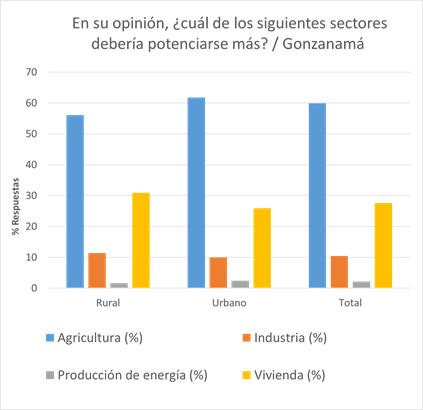 En su opinión, ¿cuál de los siguientes sectores
debería potenciarse más? / Gonzanamá
70
60
50
40
30
20
10
0
% Respuestas
Rural Urbano Total
Agricultura (%) Industria (%)
Producción de energía (%) Vivienda (%)